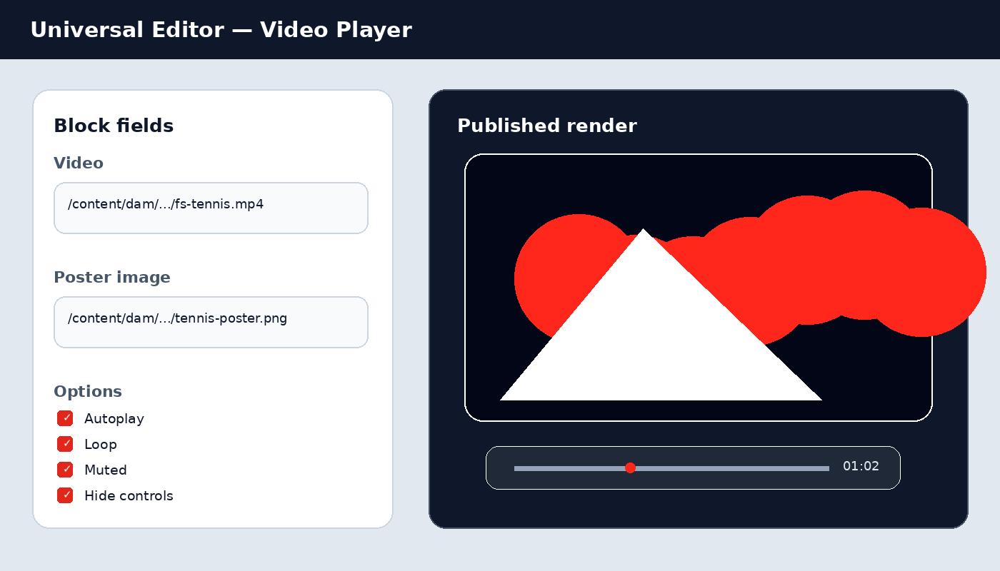 Universal Editor — Video Player
Block fields
Video
/content/dam/.../fs-tennis.mp4
Poster image
/content/dam/.../tennis-poster.png
Options
Autoplay
Loop
Muted
Hide controls
Published render
01:02